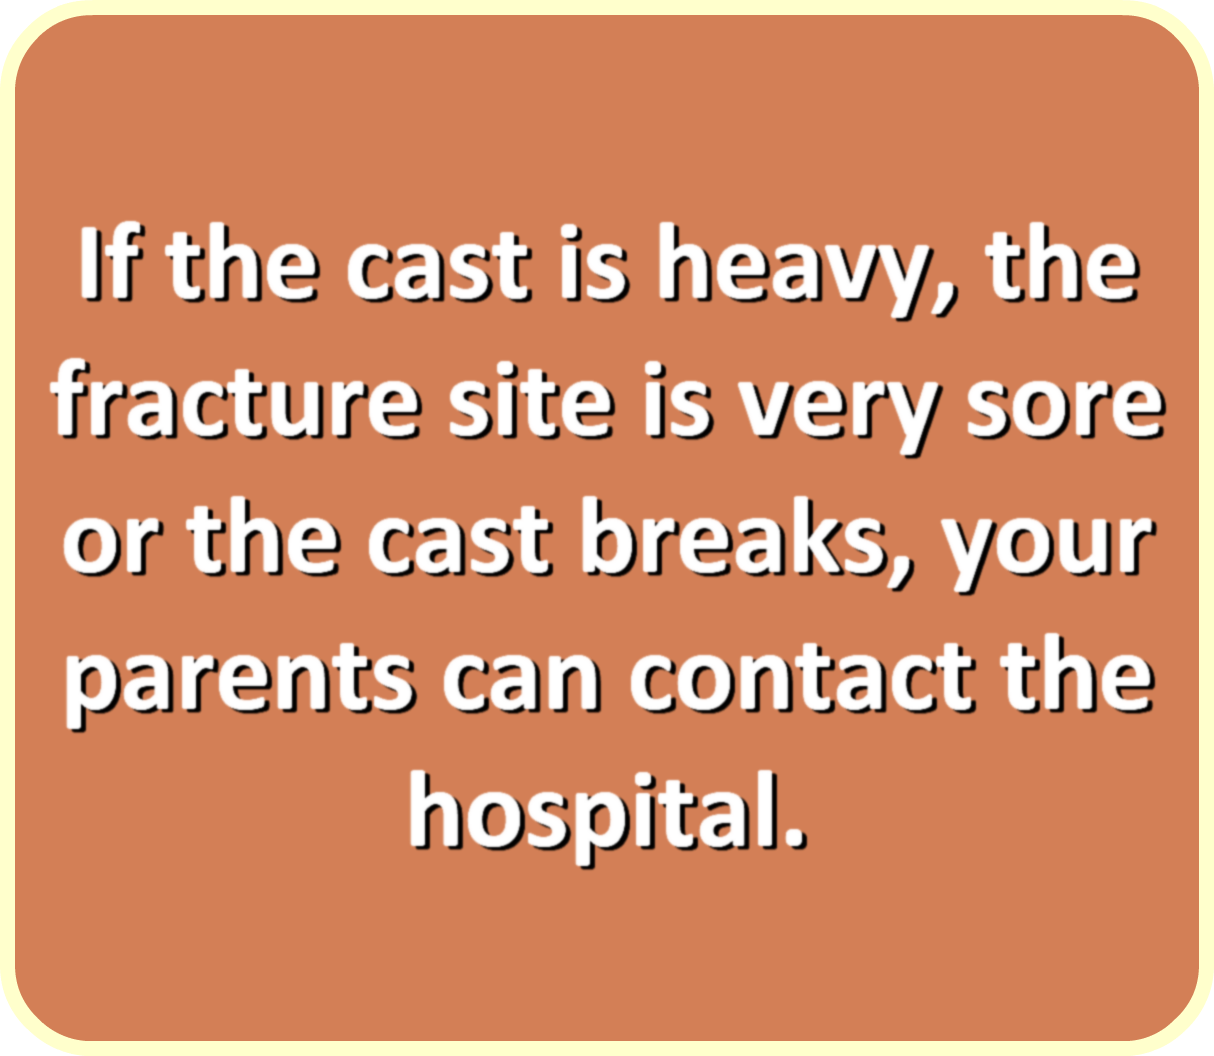 If the cast is heavy, the
fracture site is very sore
or the cast breaks, your
parents can contact the
hospital.